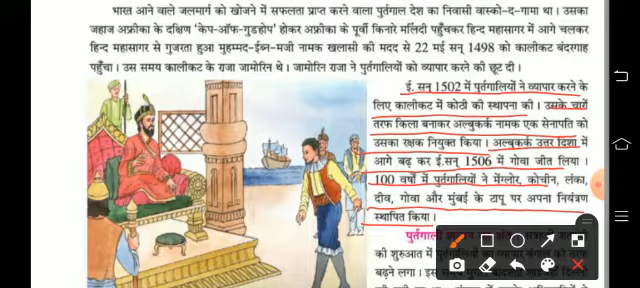 भारत आने वाले जलमार्ग को खोजने में सफलता प्राप्त करने वाला पुर्तगाल देश का निवासी वास्को-द-गामा था। उसका
जहाज अफ्रीका के दक्षिण 'केप-ऑफ-गुडहोप' होकर अफ्रीका के पूर्वी किनारे मलिंदी पहुँचकर हिन्द महासागर में आगे चलकर
हिन्द महासागर से गुजरता हुआ मुहम्मद-ईब्न-मजी नामक खलासी की मदद से 22 मई सन् 1498 को कालीकट बंदरगाह
पहुँचा। उस समय कालीकट के राजा जामोरिन थे। जामोरिन राजा ने पुर्तगालियों को व्यापार करने की छूट दी।
ई. सन् 1502 में पुर्तगालियों ने व्यापार करने के
लिए कालीकट में कोठी की स्थापना की। उसके चारों
तरफ किला बनाकर अल्बुकर्क नामक एक सेनापति को
उसका रक्षक नियुक्त किया। अल्बुकर्क उत्तर दिशा में
आगे बढ़ कर ई.सन् 1506 में गोवा जीत लिया।
100 वर्षों में पुर्तगालियों ने मेंग्लोर, कोचीन, लंका,
दीव, गोवा और मुंबई के टापू पर अपना नियंत्रण
स्थापित किया।
की शुरुआत में
बढ़ने लगा।